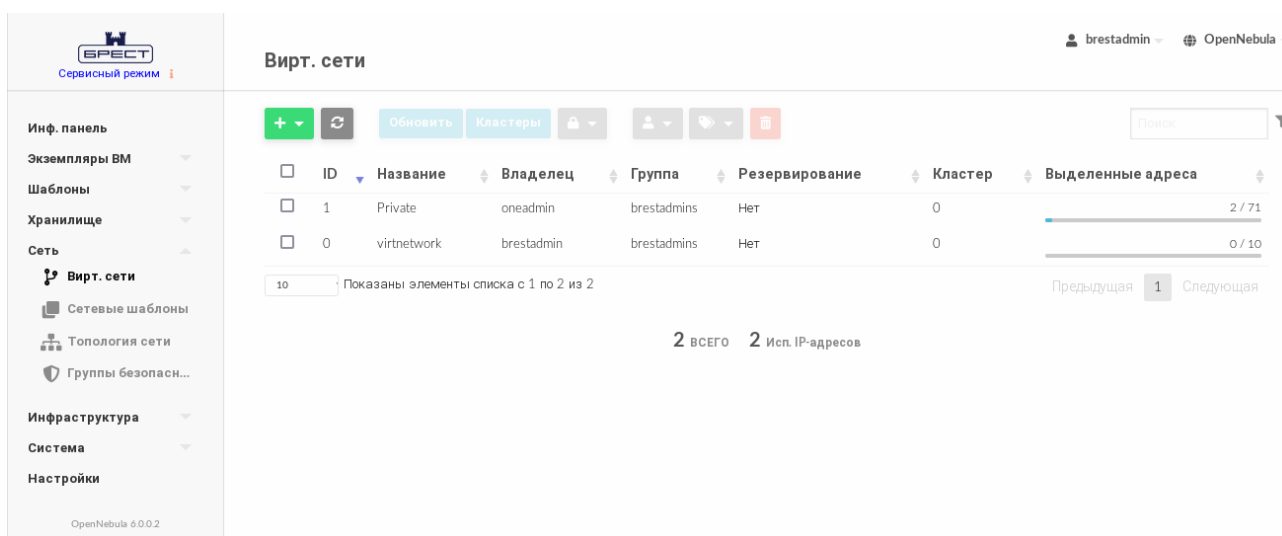 БРЕСТ
Сервисный режим
brestadmin
OpenNebula
Вирт. сети
Инф. панель
Экземпляры ВМ
Шаблоны
Хранилище
Сеть
Вирт. сети
Сетевые шаблоны
Топология сети
Группы безопасн...
Инфраструктура
Система
Настройки
OpenNebula 6.0.0.2
Обновить Кластеры
Поиск
ID Название Владелец Группа Резервирование Кластер Выделенные адреса
1 Private oneadmin brestadmins Нет 0 2 / 71
0 virtnetwork brestadmin brestadmins Нет 0 0 / 10
10 Показаны элементы списка с 1 по 2 из 2 Предыдущая 1 Следующая
2 ВСЕГО 2 Исп. IP-адресов